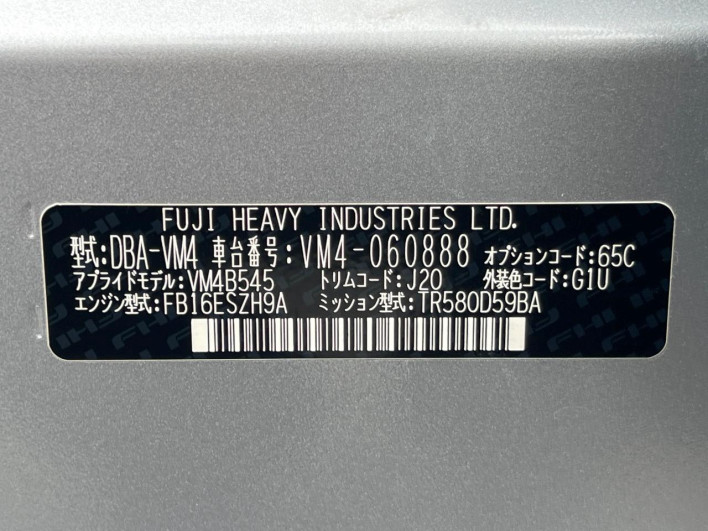 FUJI HEAVY INDUSTRIES LTD.
型式:DBA-VM4 車台番号:VM4-060888 オプションコード:65C
アプライドモデル:VM4B545 トリムコード:J20 外装色コード:G1U
エンジン型式:FB16ESZH9A ミッション型式:TR580D59BA